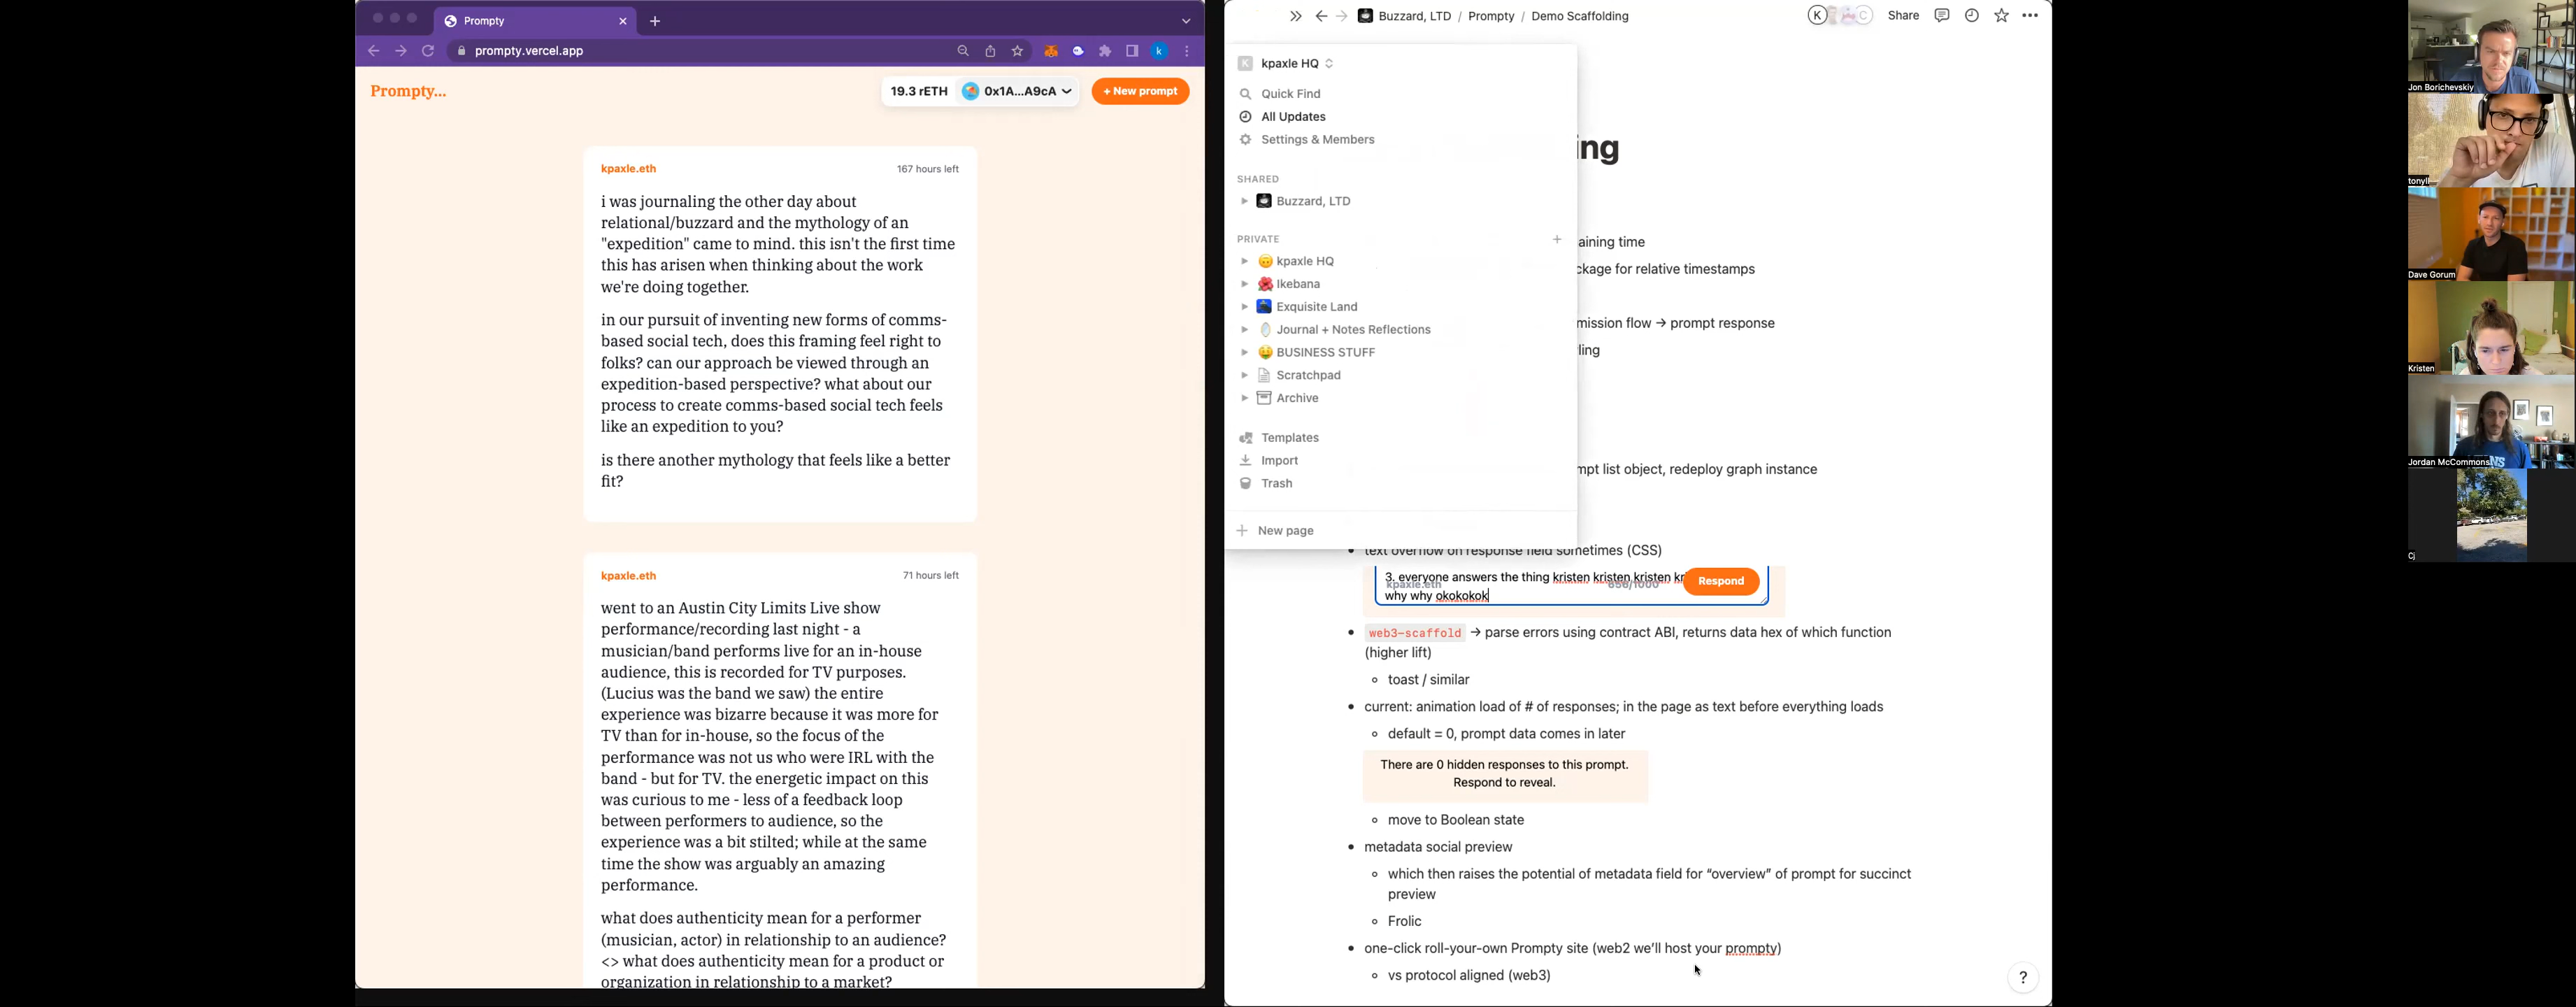 Prompty
prompty.vercel.app
k
Prompty...
19.3 rETH
0x1A...A9cA
+ New prompt
kpaxle.eth
167 hours left
i was journaling the other day about
relational/buzzard and the mythology of an
"expedition" came to mind. this isn't the first time
this has arisen when thinking about the work
we're doing together.
in our pursuit of inventing new forms of comms-
based social tech, does this framing feel right to
folks? can our approach be viewed through an
expedition-based perspective? what about our
process to create comms-based social tech feels
like an expedition to you?
is there another mythology that feels like a better
fit?
kpaxle.eth
71 hours left
went to an Austin City Limits Live show
performance/recording last night - a
musician/band performs live for an in-house
audience, this is recorded for TV purposes.
(Lucius was the band we saw) the entire
experience was bizarre because it was more for
TV than for in-house, so the focus of the
performance was not us who were IRL with the
band - but for TV. the energetic impact on this
was curious to me - less of a feedback loop
between performers to audience, so the
experience was a bit stilted; while at the same
time the show was arguably an amazing
performance.
what does authenticity mean for a performer
(musician, actor) in relationship to an audience?
<> what does authenticity mean for a product or
organization in relationship to a market?
Buzzard, LTD / Prompty / Demo Scaffolding
K
C
Share
K
kpaxle HQ
Quick Find
All Updates
Settings & Members
SHARED
Buzzard, LTD
PRIVATE
kpaxle HQ
Ikebana
Exquisite Land
Journal + Notes Reflections
BUSINESS STUFF
Scratchpad
Archive
Templates
Import
Trash
New page
ing
aining time
ckage for relative timestamps
mission flow → prompt response
ling
mpt list object, redeploy graph instance
text overflow on response field sometimes (CSS)
3. everyone answers the thing kristen kristen kristen kri
kpaxle.eth
656/1000
Respond
why why okokokok
web3-scaffold → parse errors using contract ABI, returns data hex of which function
(higher lift)
toast / similar
current: animation load of # of responses; in the page as text before everything loads
default = 0, prompt data comes in later
There are 0 hidden responses to this prompt.
Respond to reveal.
move to Boolean state
metadata social preview
which then raises the potential of metadata field for “overview” of prompt for succinct
preview
Frolic
one-click roll-your-own Prompty site (web2 we’ll host your prompty)
vs protocol aligned (web3)
?
Jon Borichevskiy
tonyll
Dave Gorum
Kristen
Jordan McCommons
Cj